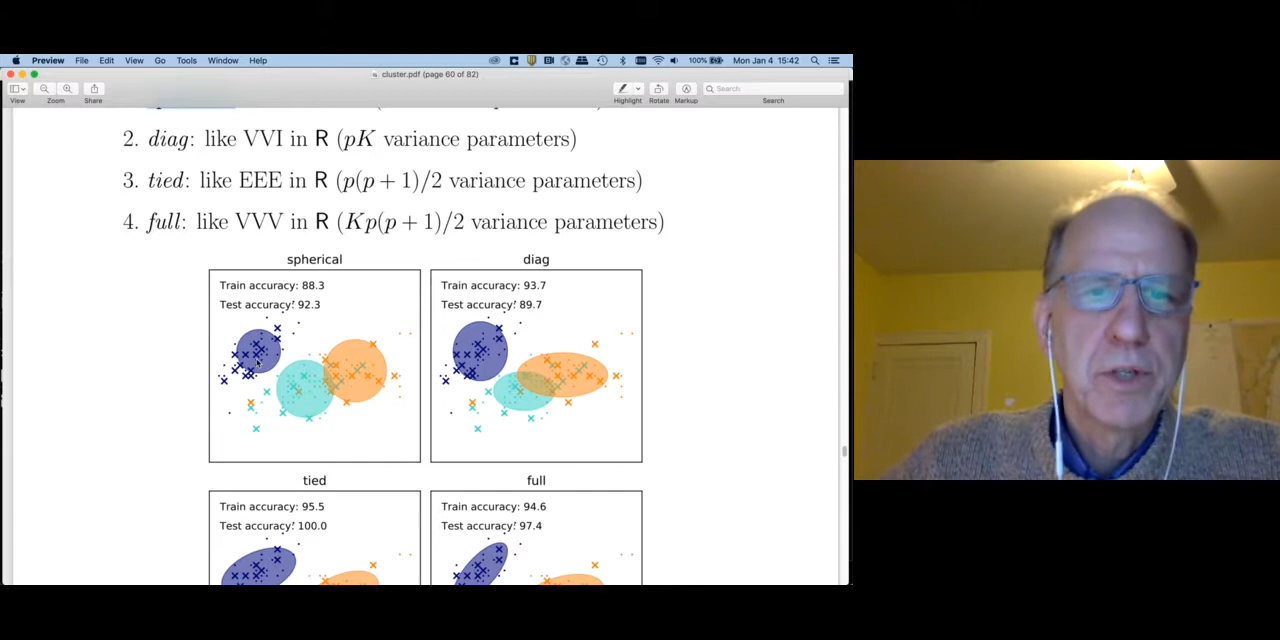 Preview File Edit View Go Tools Window Help 100% Mon Jan 4 15:42
cluster.pdf (page 60 of 82)
View Zoom Share Highlight Rotate Markup Search
Search
2. diag: like VVI in R (pK variance parameters)
3. tied: like EEE in R (p(p + 1)/2 variance parameters)
4. full: like VVV in R (Kp(p + 1)/2 variance parameters)
spherical
Train accuracy: 88.3
Test accuracy: 92.3
diag
Train accuracy: 93.7
Test accuracy: 89.7
tied
Train accuracy: 95.5
Test accuracy: 100.0
full
Train accuracy: 94.6
Test accuracy: 97.4